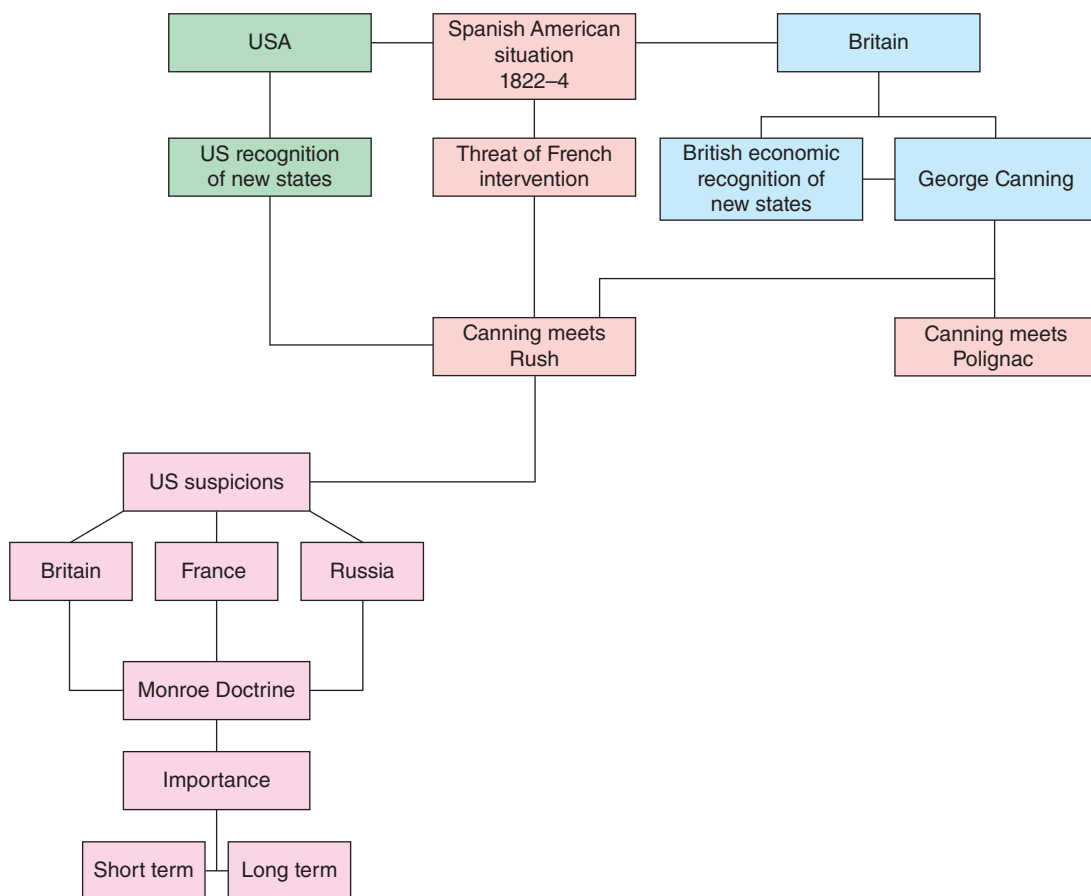 USA
Spanish American
situation
1822–4
Britain
US recognition
of new states
Threat of French
intervention
British economic
recognition of
new states
George Canning
Canning meets
Rush
Canning meets
Polignac
US suspicions
Britain
France
Russia
Monroe Doctrine
Importance
Short term
Long term